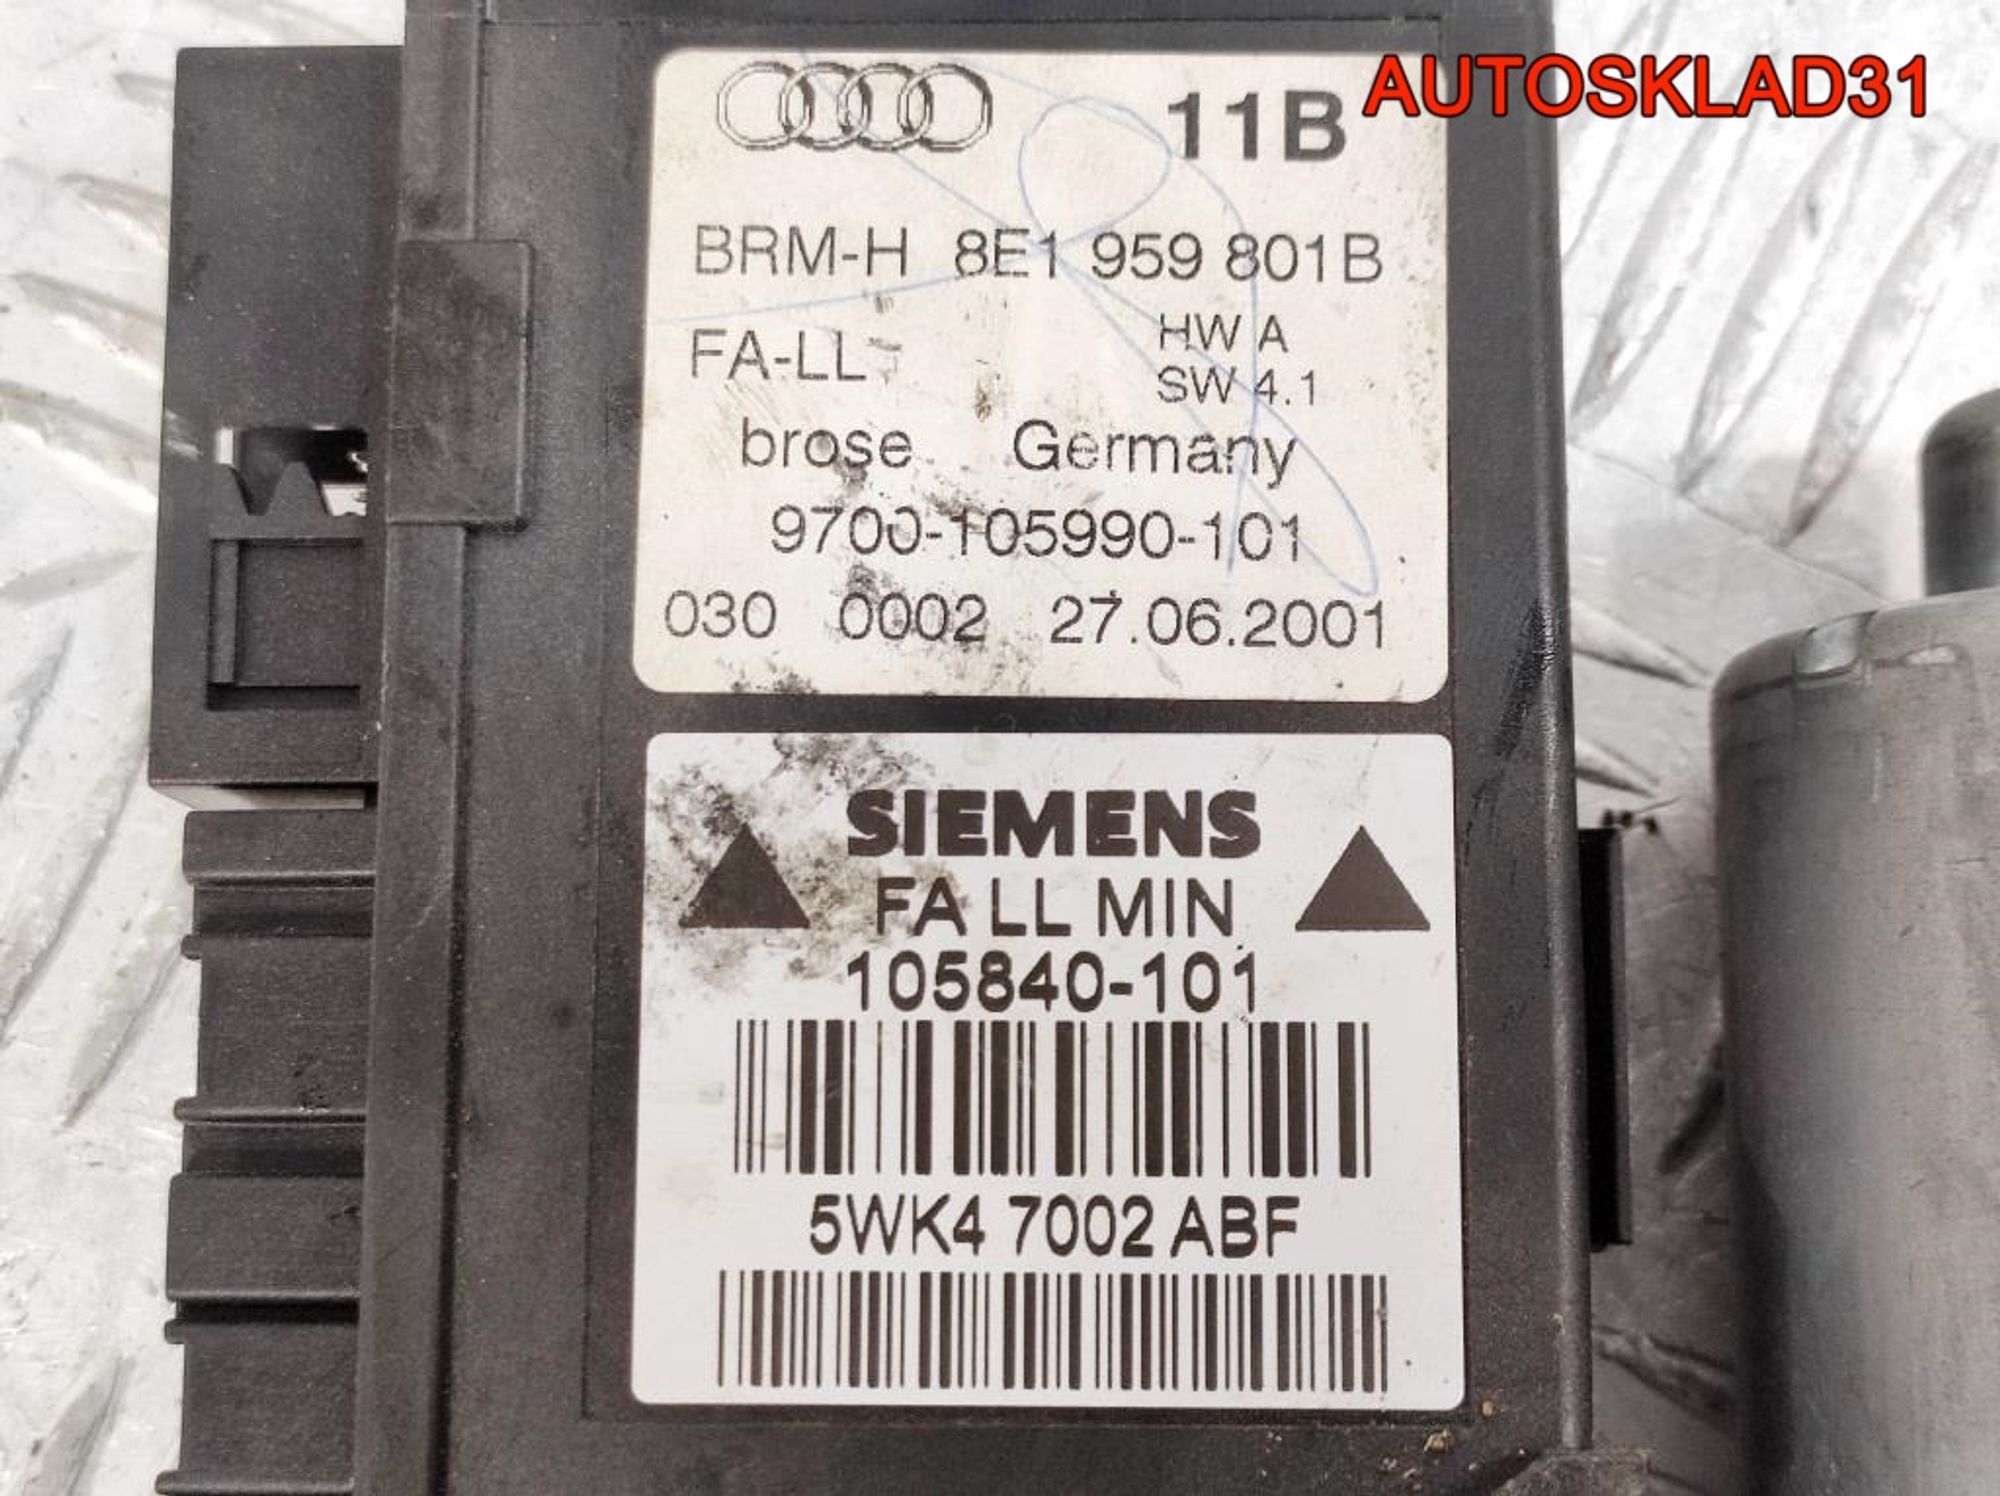 AUTOSKLAD31
11B
BRM-H 8E1 959 801B
FA-LL HW A
SW 4.1
brose Germany
9700-105990-101
030 0002 27.06.2001
SIEMENS
FA LL MIN
105840-101
5WK4 7002 ABF